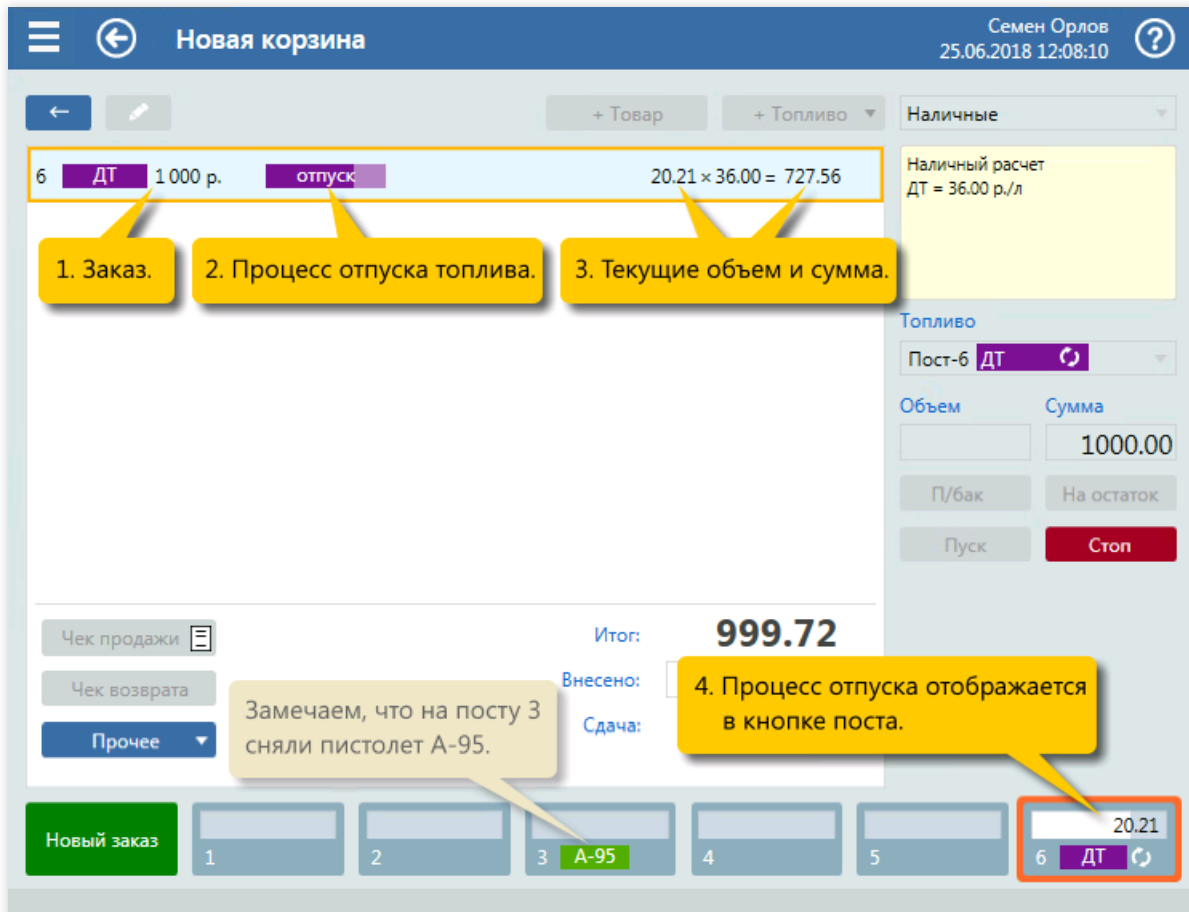 Новая корзина
Семен Орлов
25.06.2018 12:08:10
+ Товар
+ Топливо
Наличные
6 ДТ 1 000 р. отпуск 20.21 × 36.00 = 727.56
Наличный расчет
ДТ = 36.00 р./л
1. Заказ.
2. Процесс отпуска топлива.
3. Текущие объем и сумма.
Топливо
Пост-6 ДТ
Объем Сумма
1000.00
П/бак На остаток
Пуск Стоп
Чек продажи
Итог: 999.72
Чек возврата
Внесено:
Прочее
Сдача:
Замечаем, что на посту 3
сняли пистолет А-95.
4. Процесс отпуска отображается
в кнопке поста.
Новый заказ
1
2
3 А-95
4
5
20.21
6 ДТ